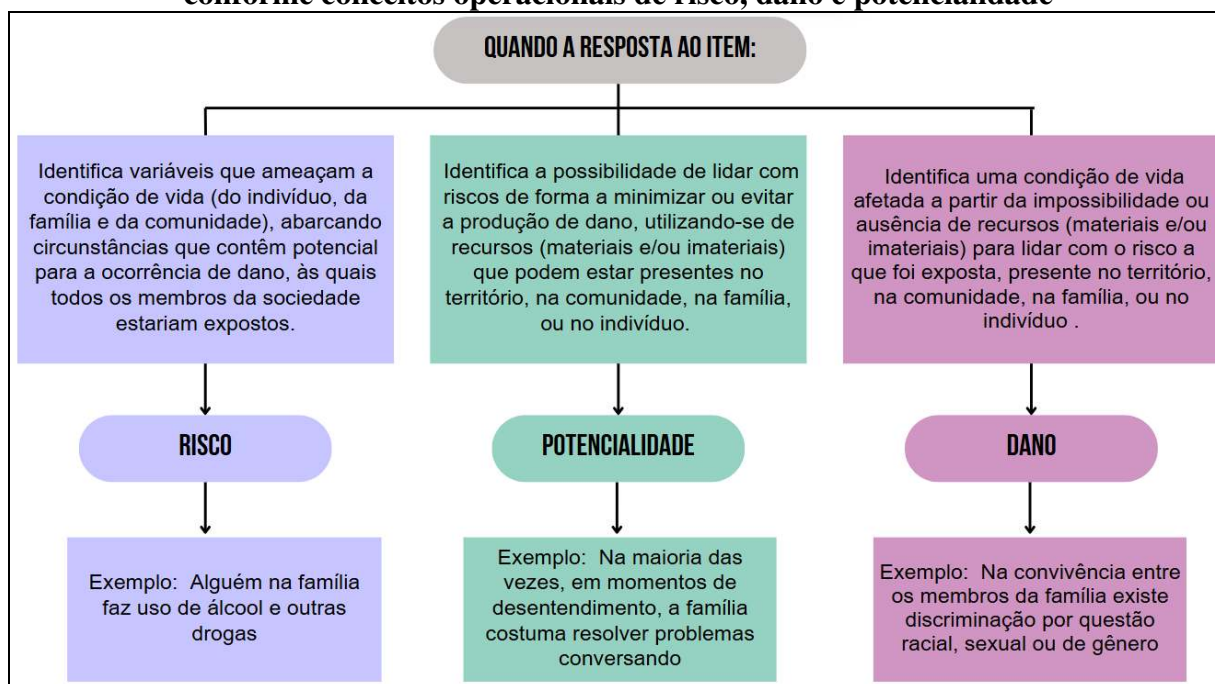 conforme conceitos operacionais de risco, dano e potencialidade
QUANDO A RESPOSTA AO ITEM:
Identifica variáveis que ameaçam a
condição de vida (do indivíduo, da
família e da comunidade), abarcando
circunstâncias que contêm potencial
para a ocorrência de dano, às quais
todos os membros da sociedade
estariam expostos.
Identifica a possibilidade de lidar com
riscos de forma a minimizar ou evitar
a produção de dano, utilizando-se de
recursos (materiais e/ou imateriais)
que podem estar presentes no
território, na comunidade, na família,
ou no indivíduo.
Identifica uma condição de vida
afetada a partir da impossibilidade ou
ausência de recursos (materiais e/ou
imateriais) para lidar com o risco a
que foi exposta, presente no território,
na comunidade, na família, ou no
indivíduo .
RISCO
POTENCIALIDADE
DANO
Exemplo: Alguém na família
faz uso de álcool e outras
drogas
Exemplo: Na maioria das
vezes, em momentos de
desentendimento, a família
costuma resolver problemas
conversando
Exemplo: Na convivência entre
os membros da família existe
discriminação por questão
racial, sexual ou de gênero